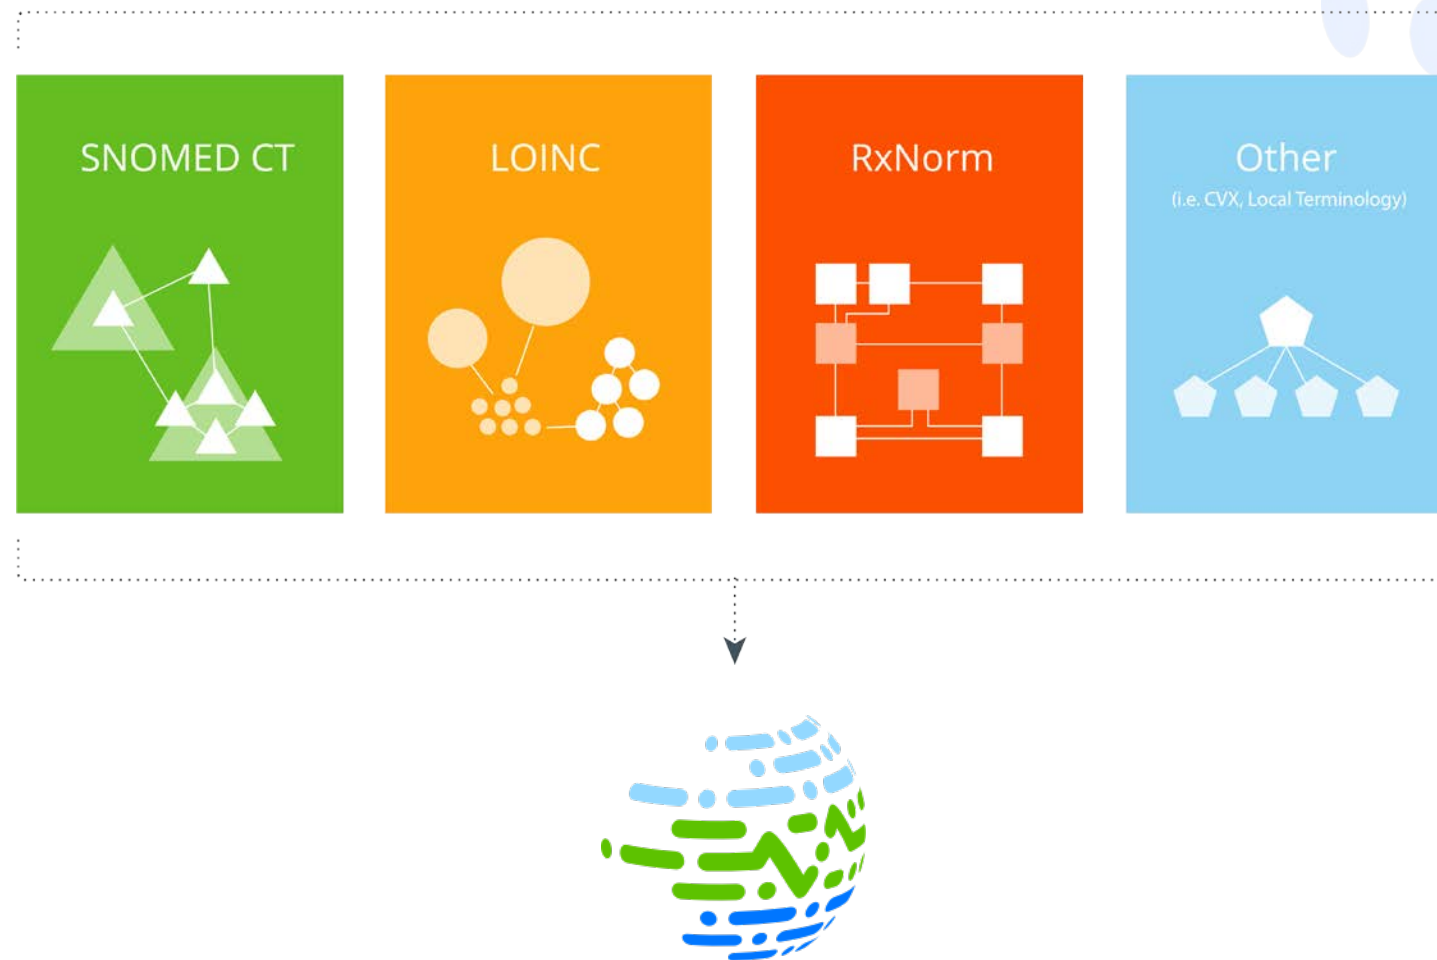 SNOMED CT
LOINC
RxNorm
Other
(i.e. CVX, Local Terminology)